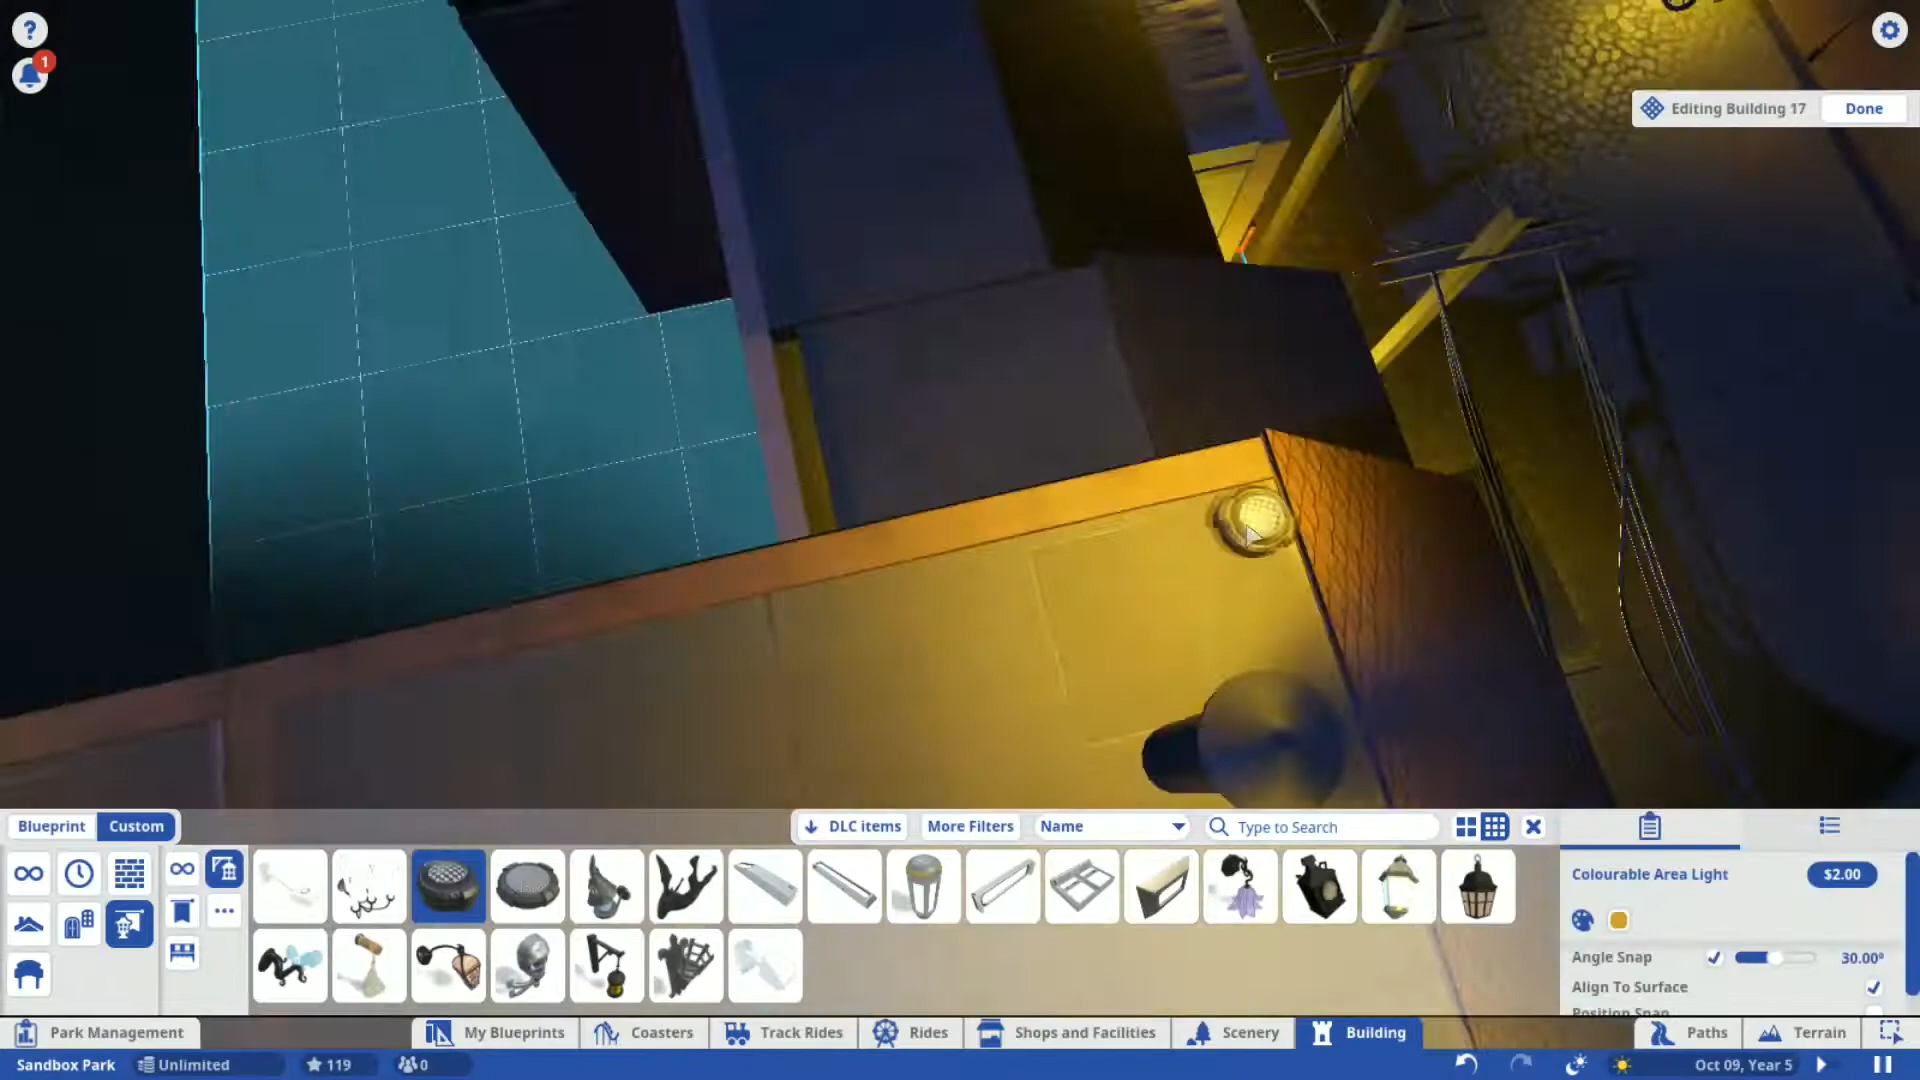 ?
1
Editing Building 17 Done
Blueprint Custom
DLC items More Filters Name Type to Search
Colourable Area Light $2.00
Angle Snap 30.00°
Align To Surface
Park Management My Blueprints Coasters Track Rides Rides Shops and Facilities Scenery Building Paths Terrain
Sandbox Park Unlimited 119 0 Oct 09, Year 5